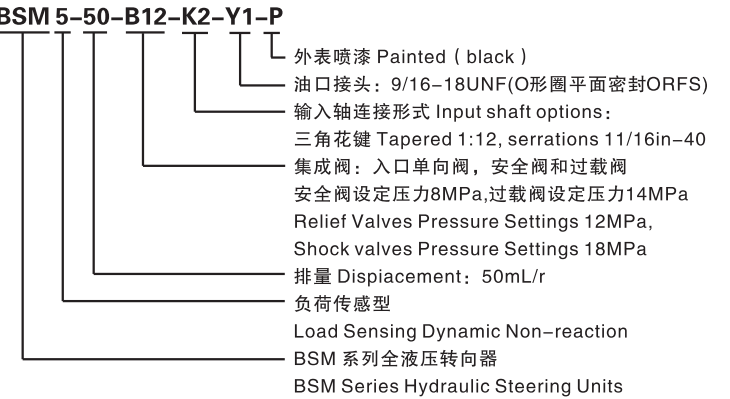 BSM5-50-B12-K2-Y1-P
外表喷漆 Painted（black）
油口接头：9/16-18UNF(O形圈平面密封ORFS)
输入轴连接形式 Input shaft options：
三角花键 Tapered 1:12, serrations 11/16in-40
集成阀：入口单向阀，安全阀和过载阀
安全阀设定压力8MPa,过载阀设定压力14MPa
Relief Valves Pressure Settings 12MPa,
Shock valves Pressure Settings 18MPa
排量 Dispiacement：50mL/r
负荷传感型
Load Sensing Dynamic Non-reaction
BSM 系列全液压转向器
BSM Series Hydraulic Steering Units